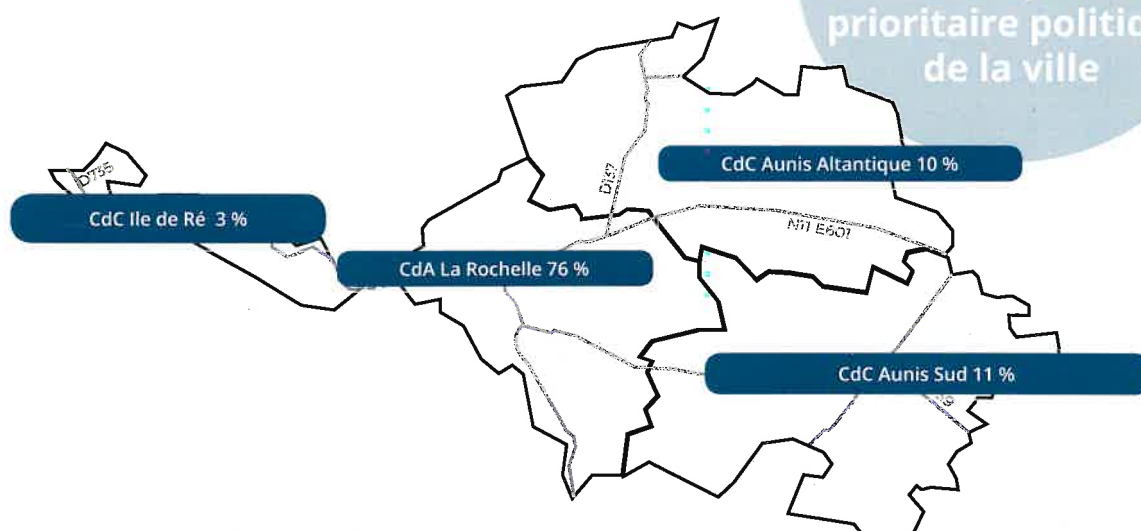 prioritaire
de la ville
CdC Aunis Altantique 10 %
D735
D137
CdC Ile de Ré 3 %
N11 E601
CdA La Rochelle 76 %
CdC Aunis Sud 11 %